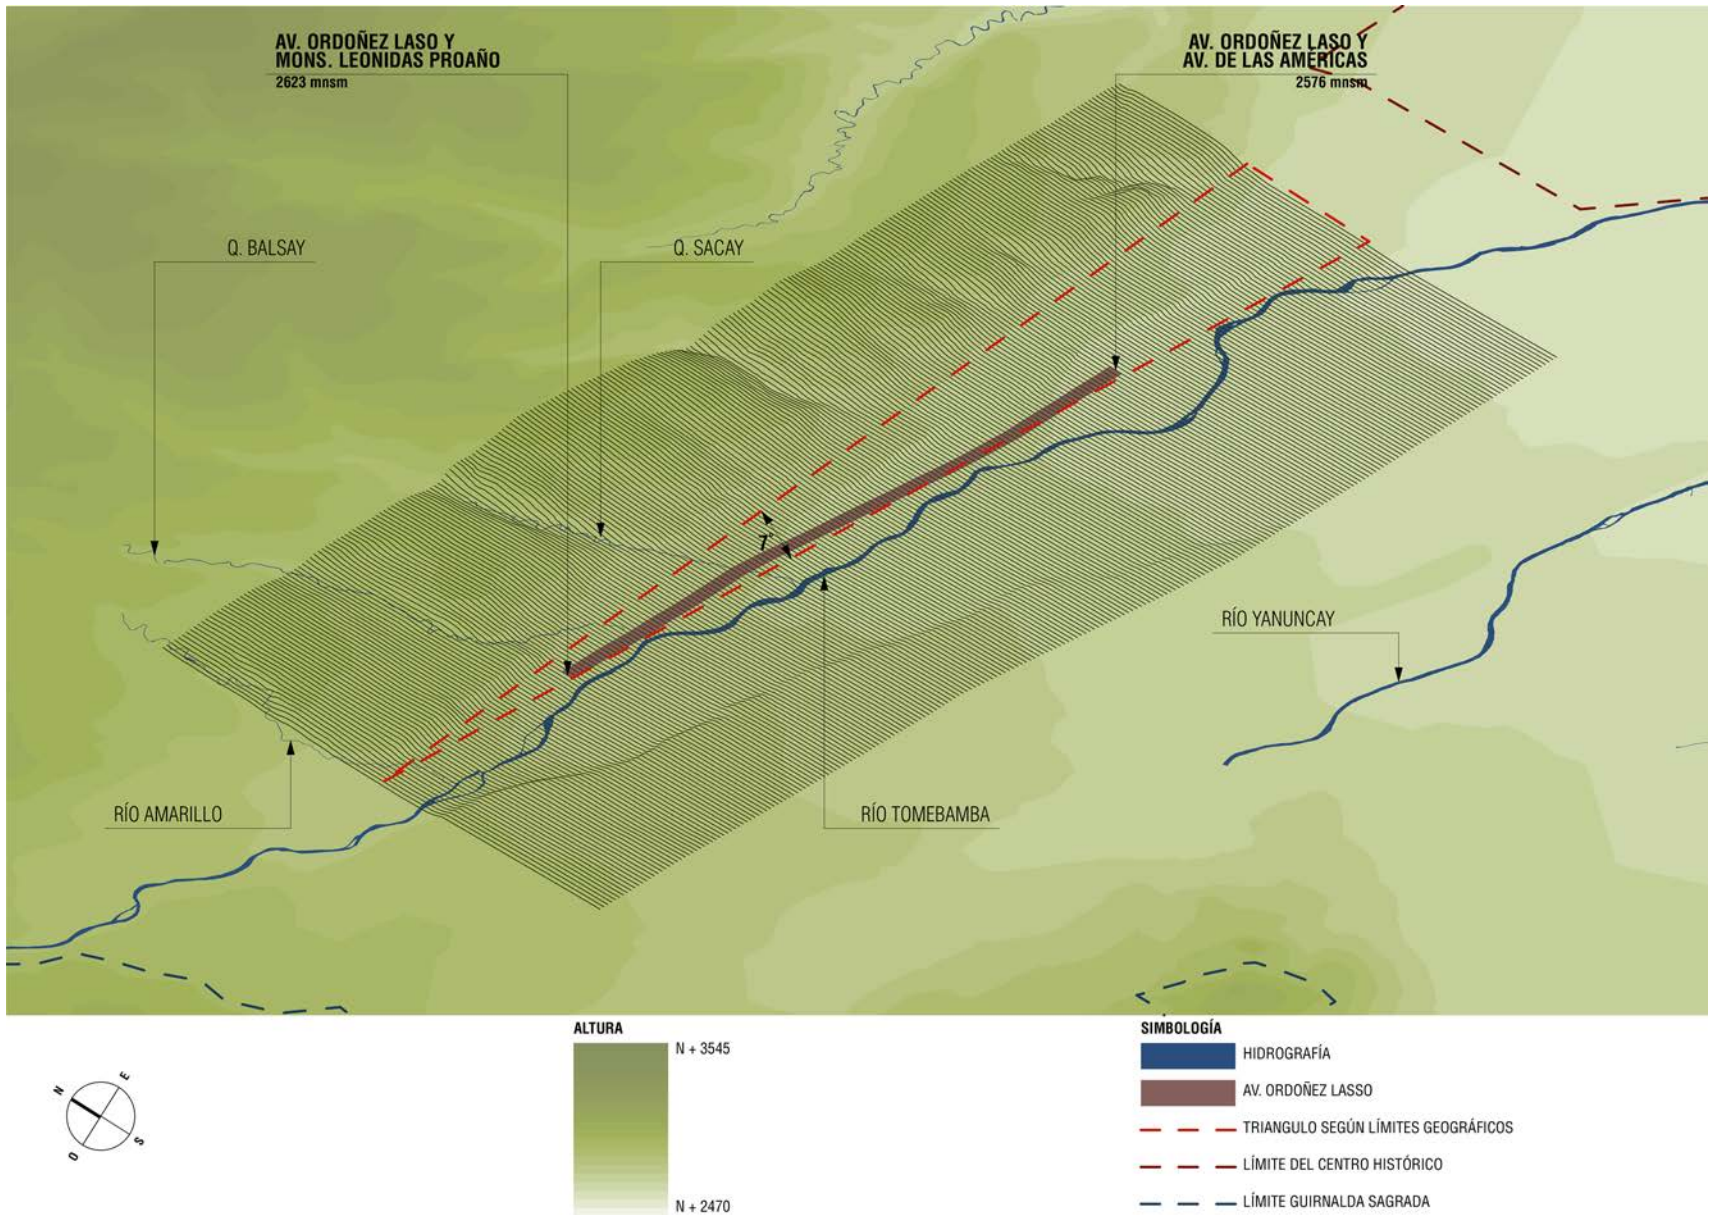 AV. ORDOÑEZ LASO Y
MONS. LEONIDAS PROAÑO
2623 mnsm
AV. ORDOÑEZ LASO Y
AV. DE LAS AMÉRICAS
2576 mnsm
Q. BALSAY
Q. SACAY
7°
RÍO YANUNCAY
RÍO AMARILLO
RÍO TOMEBAMBA
N
E
S
O
ALTURA
N + 3545
N + 2470
SIMBOLOGÍA
HIDROGRAFÍA
AV. ORDOÑEZ LASSO
TRIANGULO SEGÚN LÍMITES GEOGRÁFICOS
LÍMITE DEL CENTRO HISTÓRICO
LÍMITE GUIRNALDA SAGRADA